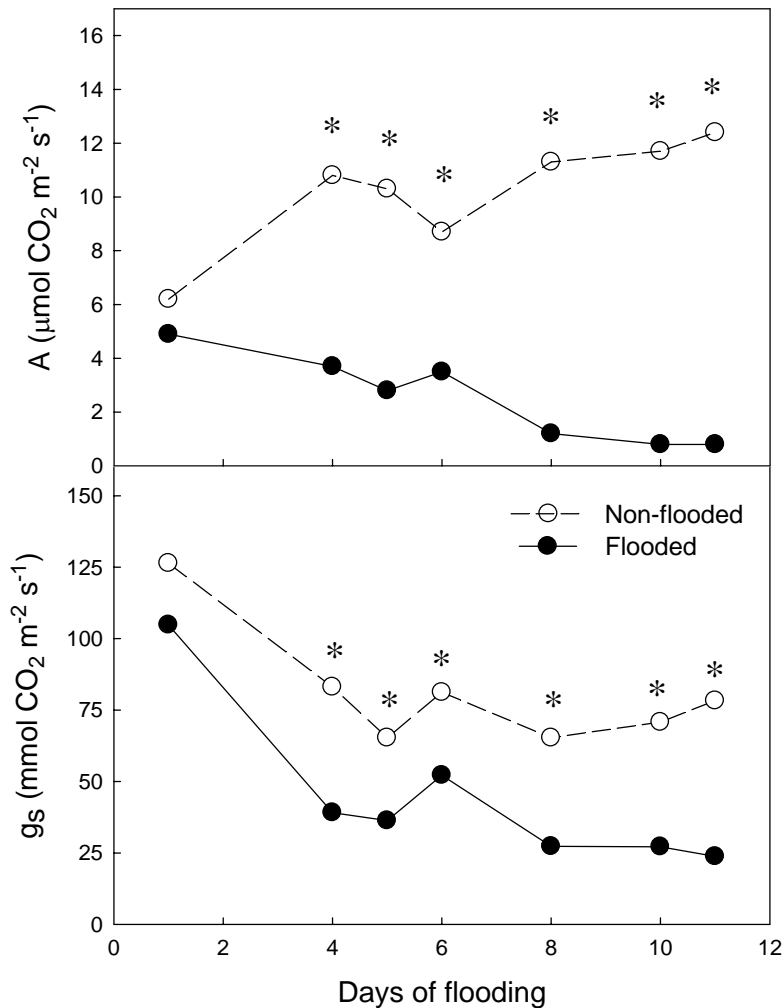 16
14
12
10
8
6
4
2
0
A (μmol CO₂ m⁻² s⁻¹)
* * * * * *
150
125
100
75
50
25
0
gs (mmol CO₂ m⁻² s⁻¹)
Non-flooded
Flooded
* * * * * *
0 2 4 6 8 10 12
Days of flooding